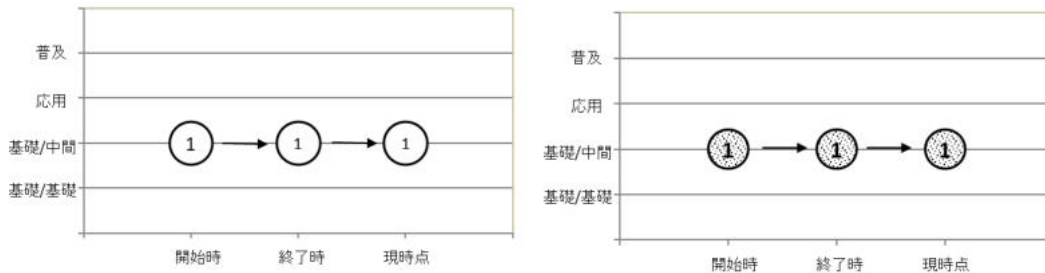 普及
応用
基礎/中間
基礎/基礎
1 1 1
開始時 終了時 現時点
普及
応用
基礎/中間
基礎/基礎
1 1 1
開始時 終了時 現時点